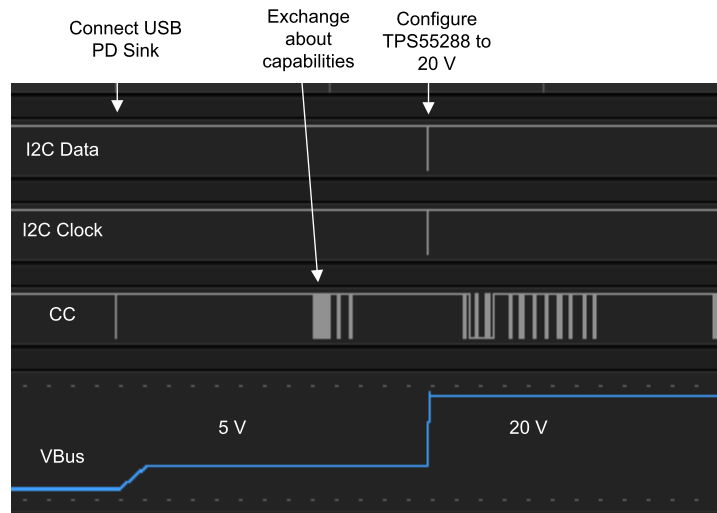 Connect USB
PD Sink
Exchange
about
capabilities
Configure
TPS55288 to
20 V
I2C Data
I2C Clock
CC
5 V
20 V
VBus